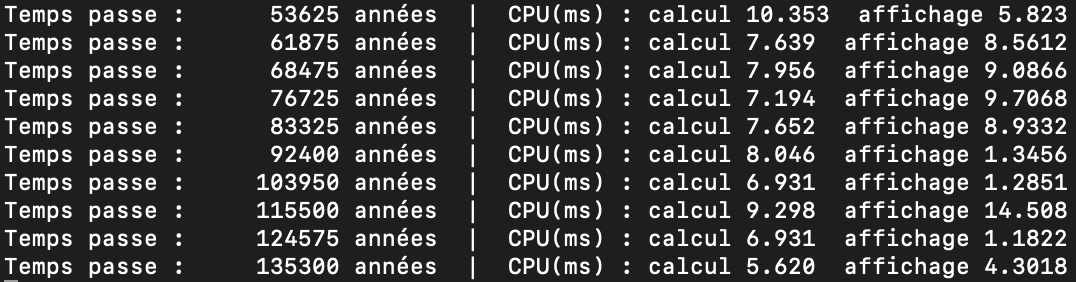 Temps passe :      53625 années  |  CPU(ms) : calcul 10.353  affichage 5.823
Temps passe :      61875 années  |  CPU(ms) : calcul 7.639  affichage 8.5612
Temps passe :      68475 années  |  CPU(ms) : calcul 7.956  affichage 9.0866
Temps passe :      76725 années  |  CPU(ms) : calcul 7.194  affichage 9.7068
Temps passe :      83325 années  |  CPU(ms) : calcul 7.652  affichage 8.9332
Temps passe :      92400 années  |  CPU(ms) : calcul 8.046  affichage 1.3456
Temps passe :     103950 années  |  CPU(ms) : calcul 6.931  affichage 1.2851
Temps passe :     115500 années  |  CPU(ms) : calcul 9.298  affichage 14.508
Temps passe :     124575 années  |  CPU(ms) : calcul 6.931  affichage 1.1822
Temps passe :     135300 années  |  CPU(ms) : calcul 5.620  affichage 4.3018